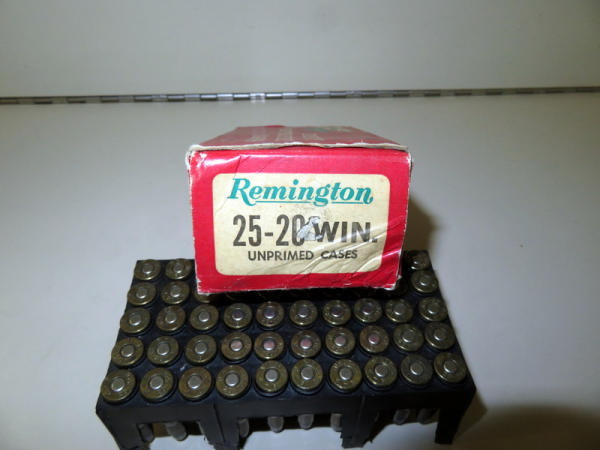 Remington
25-20 WIN.
UNPRIMED CASES